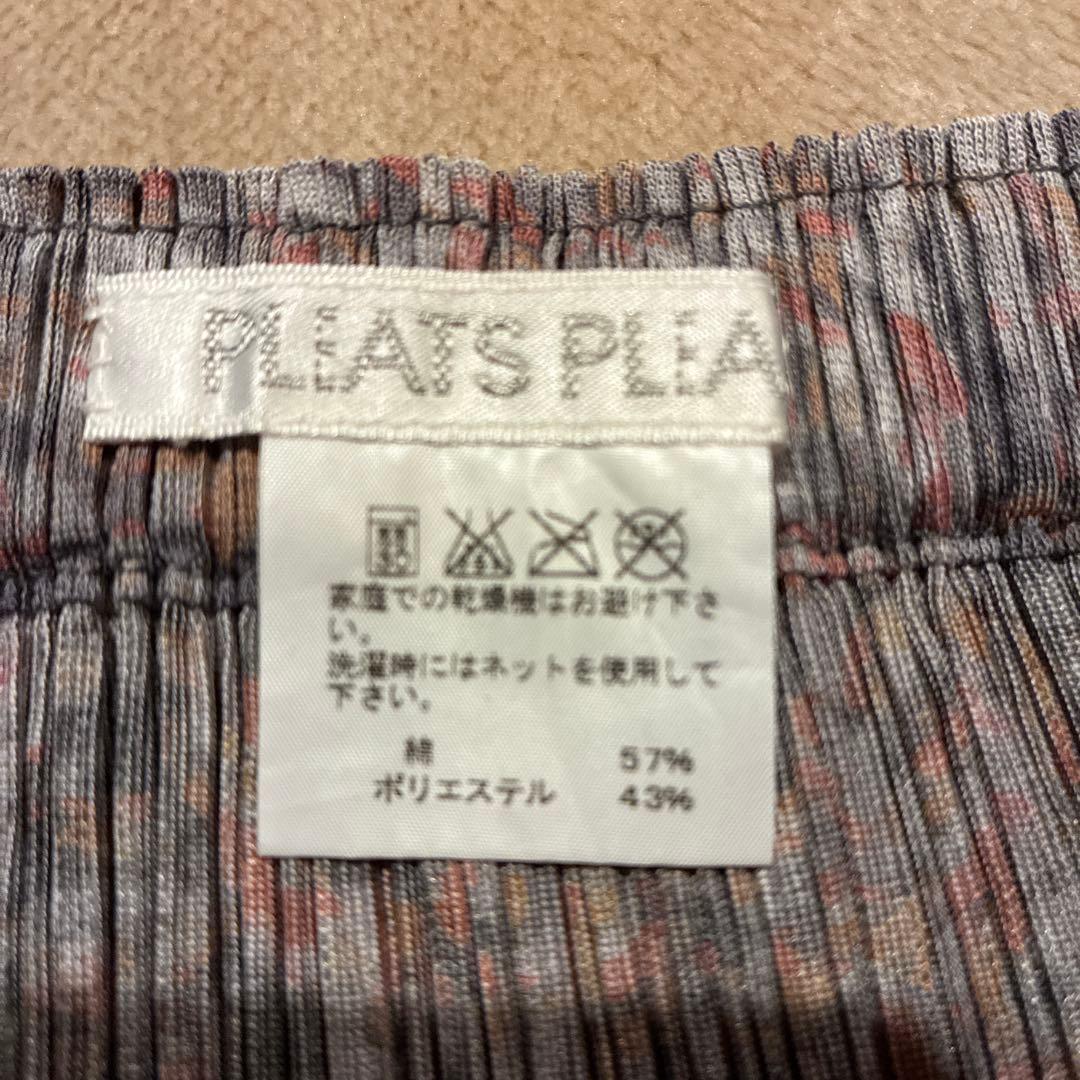 PLEATS PLEA
家庭での乾燥機はお避け下さ
い。
洗濯時にはネットを使用して
下さい。
綿 57%
ポリエステル 43%